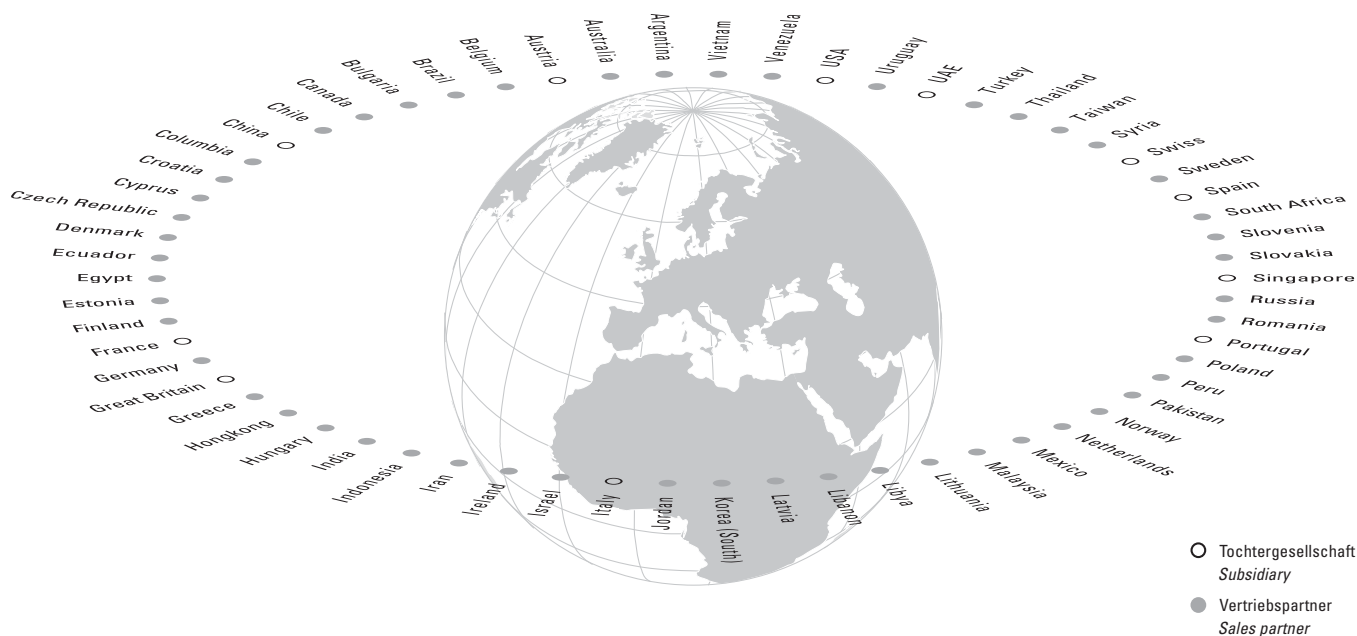 Argentina
Australia
Austria
Belgium
Brazil
Bulgaria
Canada
Chile
China
Columbia
Croatia
Cyprus
Czech Republic
Denmark
Ecuador
Egypt
Estonia
Finland
France
Germany
Great Britain
Greece
Hongkong
Hungary
India
Indonesia
Iran
Ireland
Israel
Italy
Jordan
Korea (South)
Latvia
Libanon
Libya
Lithuania
Malaysia
Mexico
Netherlands
Norway
Pakistan
Peru
Poland
Portugal
Romania
Russia
Singapore
Slovakia
Slovenia
South Africa
Spain
Sweden
Swiss
Syria
Taiwan
Thailand
Turkey
UAE
Uruguay
USA
Venezuela
Vietnam
Tochtergesellschaft
Subsidiary
Vertriebspartner
Sales partner